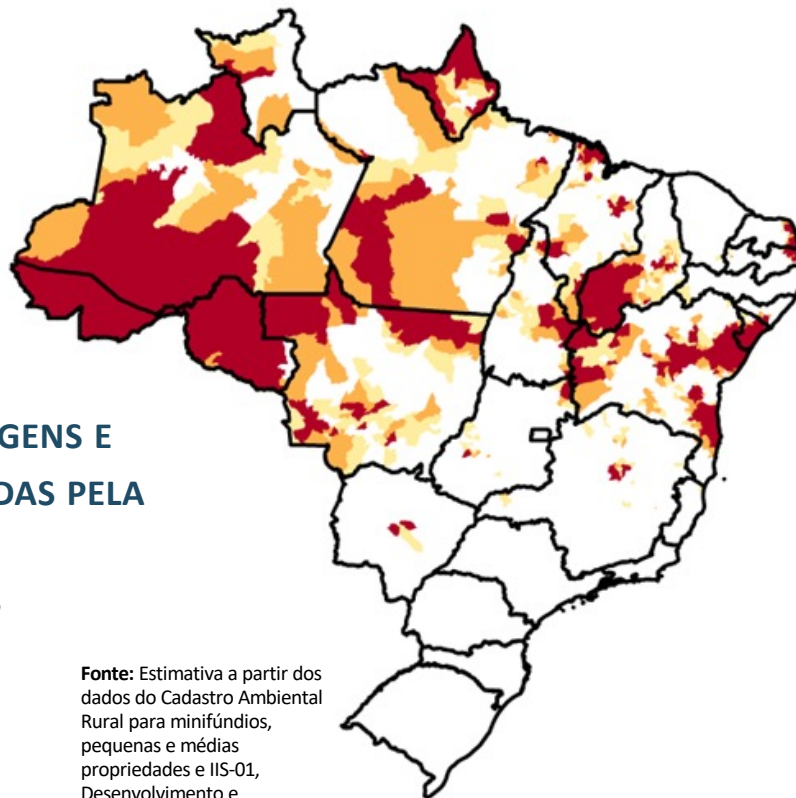 GENS E
DAS PELA
Fonte: Estimativa a partir dos
dados do Cadastro Ambiental
Rural para minifúndios,
pequenas e médias
propriedades e IIS-01,
Desenvolvimento e